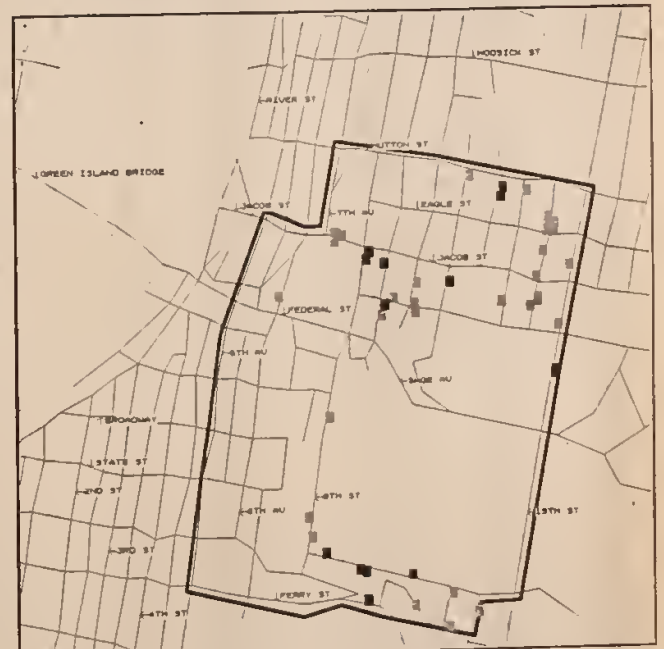 HOOSICK ST
RIVER ST
HUTTON ST
GREEN ISLAND BRIDGE
JACOB ST
7TH AV
EAGLE ST
JACOB ST
FEDERAL ST
6TH AV
SAGE AV
BROADWAY
STATE ST
2ND ST
8TH ST
6TH AV
15TH ST
3RD ST
FERRY ST
4TH ST